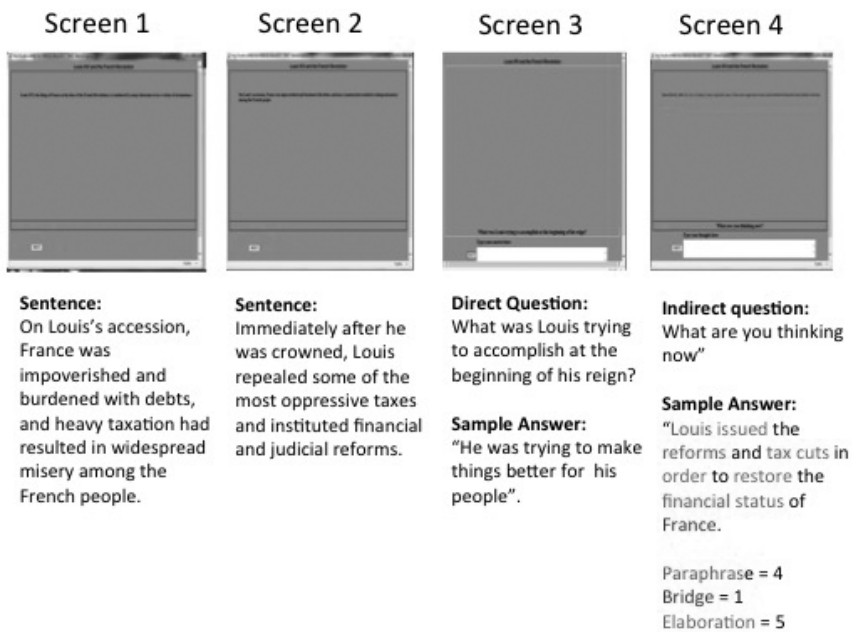 Screen 1
Screen 2
Screen 3
Screen 4
Sentence:
On Louis's accession,
France was
impoverished and
burdened with debts,
and heavy taxation had
resulted in widespread
misery among the
French people.
Sentence:
Immediately after he
was crowned, Louis
repealed some of the
most oppressive taxes
and instituted financial
and judicial reforms.
Direct Question:
What was Louis trying
to accomplish at the
beginning of his reign?
Sample Answer:
“He was trying to make
things better for his
people”.
Indirect question:
What are you thinking
now”
Sample Answer:
“Louis issued the
reforms and tax cuts in
order to restore the
financial status of
France.
Paraphrase = 4
Bridge = 1
Elaboration = 5